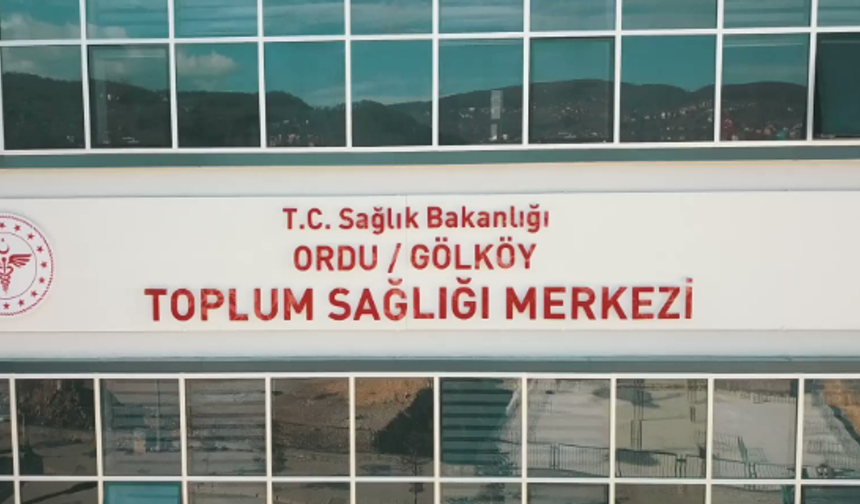 T.C. Sağlık Bakanlığı
ORDU / GÖLKÖY
TOPLUM SAĞLIĞI MERKEZİ